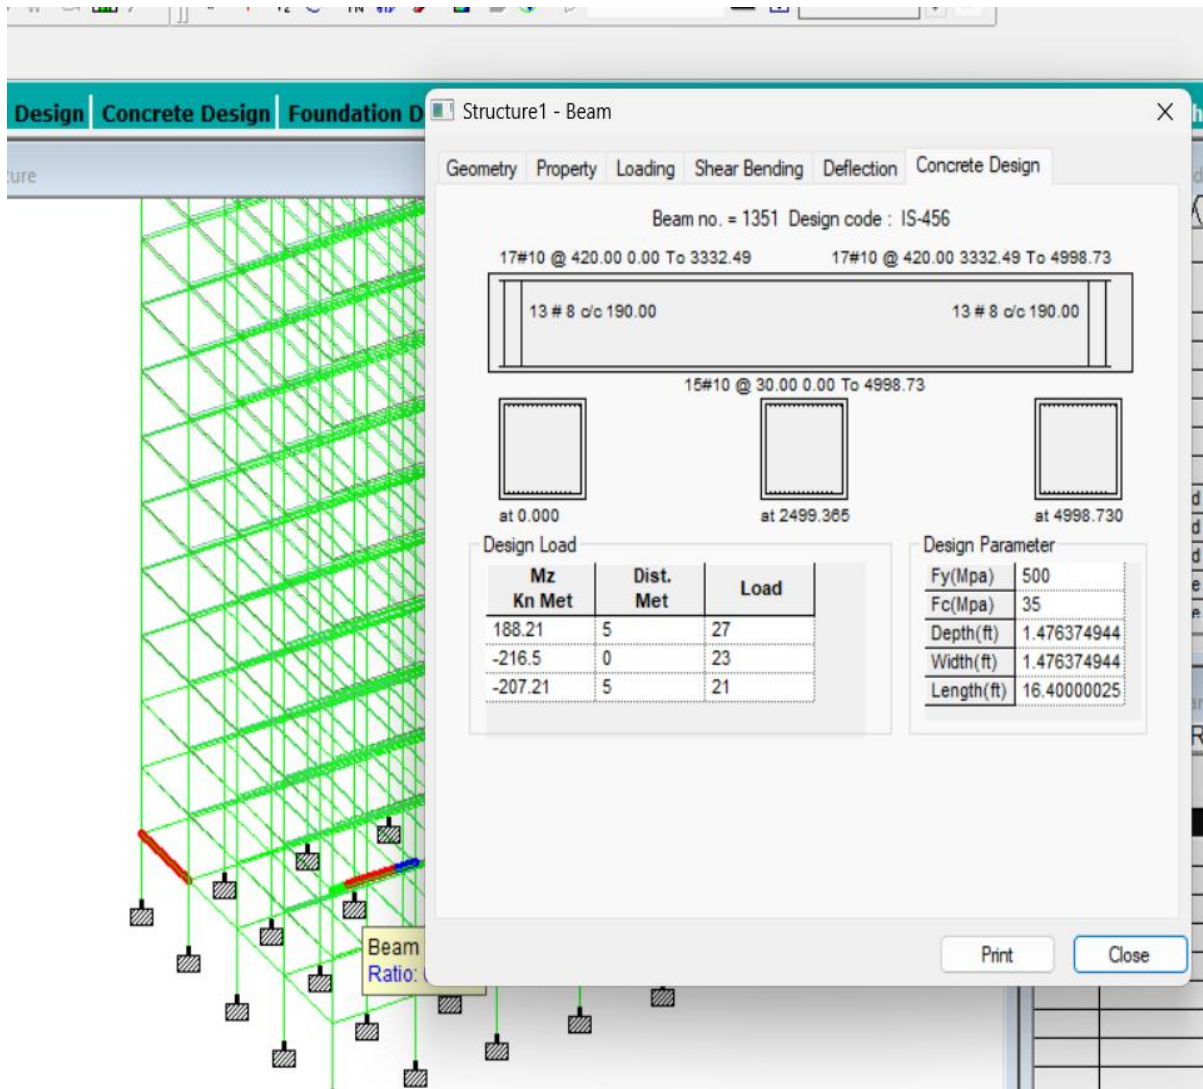 Design Concrete Design Foundation D
Structure1 - Beam
Geometry Property Loading Shear Bending Deflection Concrete Design
Beam no. = 1351 Design code : IS-456
17#10 @ 420.00 0.00 To 3332.49 17#10 @ 420.00 3332.49 To 4998.73
13 # 8 c/c 190.00 13 # 8 c/c 190.00
15#10 @ 30.00 0.00 To 4998.73
at 0.000 at 2499.365 at 4998.730
Design Load
Mz Kn Met Dist. Met Load
188.21 5 27
-216.5 0 23
-207.21 5 21
Design Parameter
Fy(Mpa) 500
Fc(Mpa) 35
Depth(ft) 1.476374944
Width(ft) 1.476374944
Length(ft) 16.40000025
Beam
Ratio:
Print Close